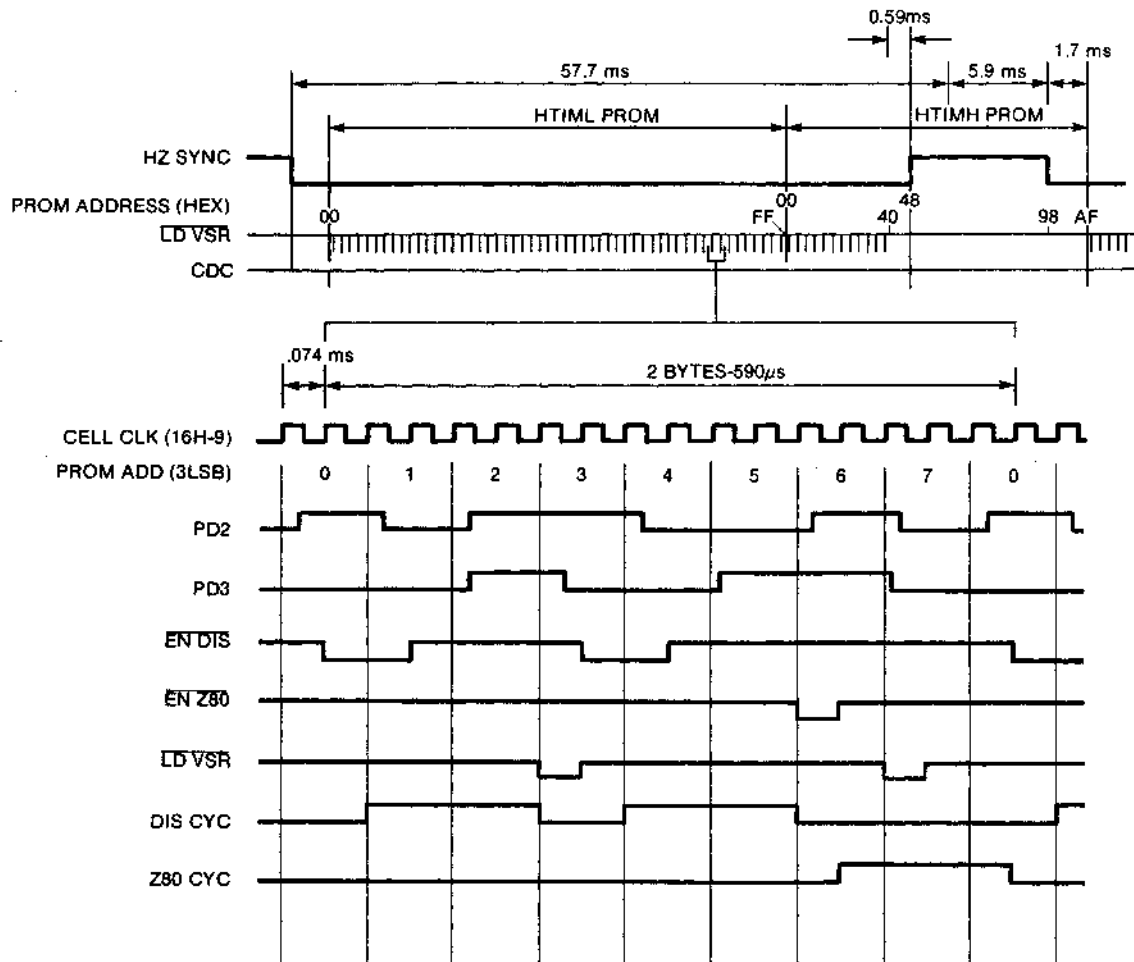 0.59ms
1.7 ms
57.7 ms
5.9 ms
HTIML PROM
HTIMH PROM
HZ SYNC
PROM ADDRESS (HEX)
00
00
48
FF
40
98
AF
LD VSR
CDC
.074 ms
2 BYTES-590µs
CELL CLK (16H-9)
PROM ADD (3LSB)
0 1 2 3 4 5 6 7 0
PD2
PD3
EN DIS
EN Z80
LD VSR
DIS CYC
Z80 CYC